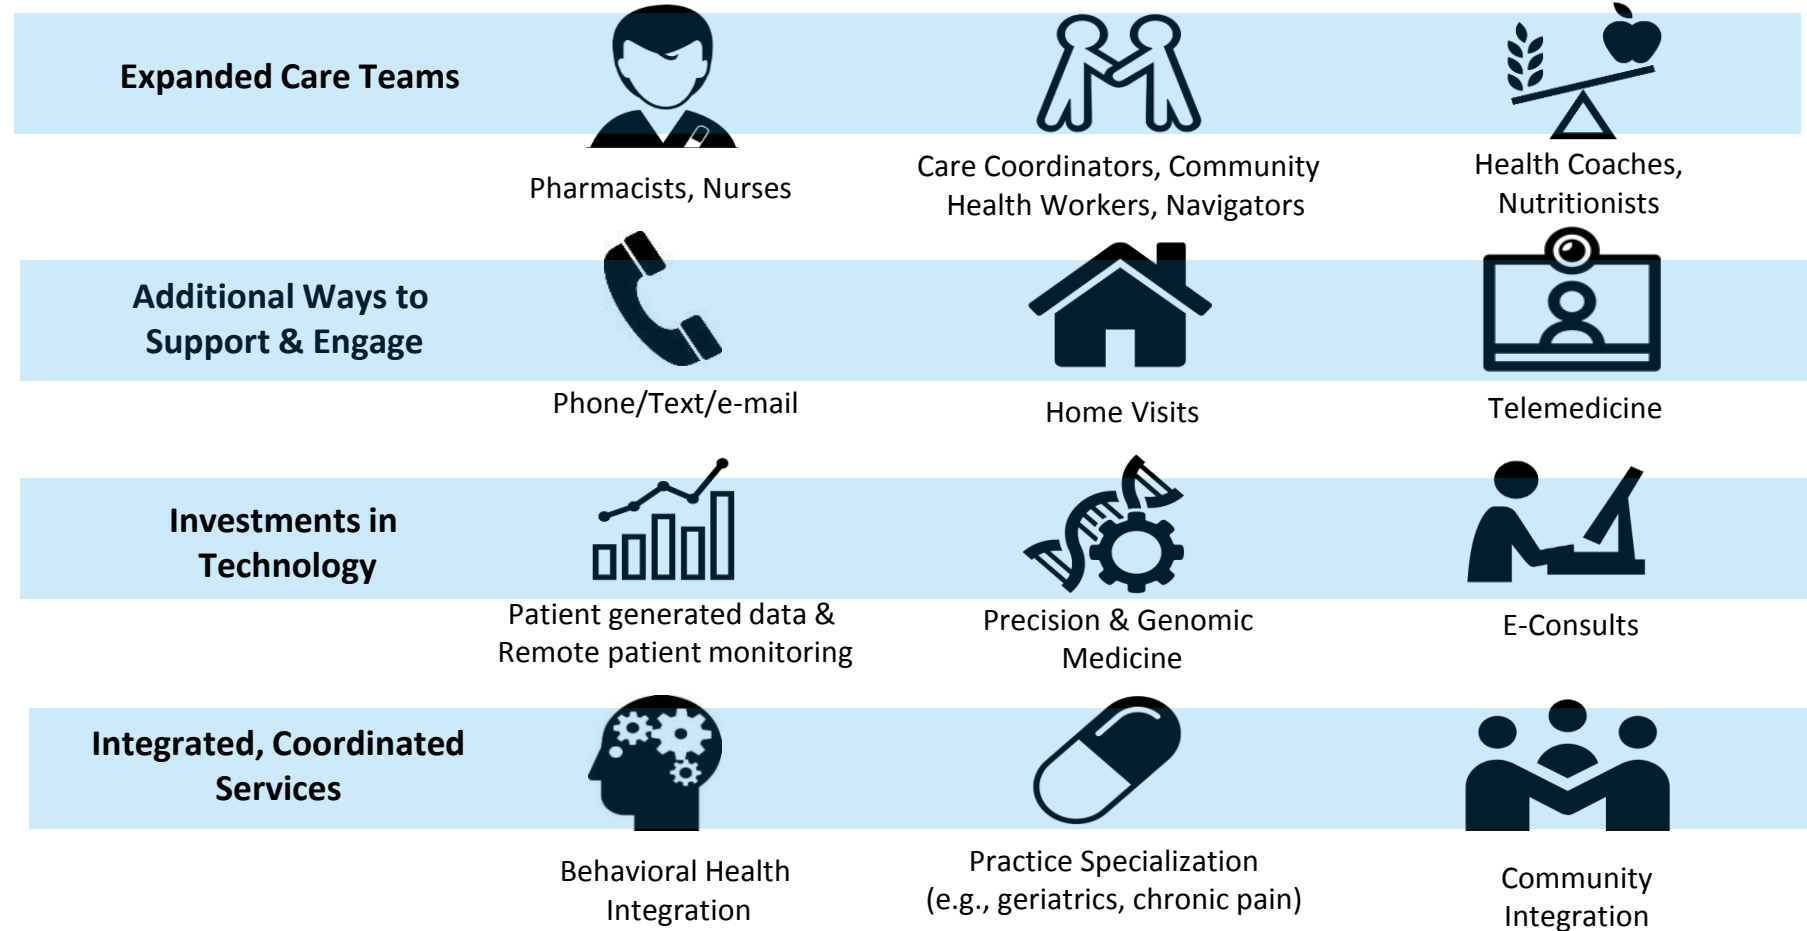 Expanded Care Teams
Pharmacists, Nurses
Care Coordinators, Community
Health Workers, Navigators
Health Coaches,
Nutritionists
Additional Ways to
Support & Engage
Phone/Text/e-mail
Home Visits
Telemedicine
Investments in
Technology
Patient generated data &
Remote patient monitoring
Precision & Genomic
Medicine
E-Consults
Integrated, Coordinated
Services
Behavioral Health
Integration
Practice Specialization
(e.g., geriatrics, chronic pain)
Community
Integration